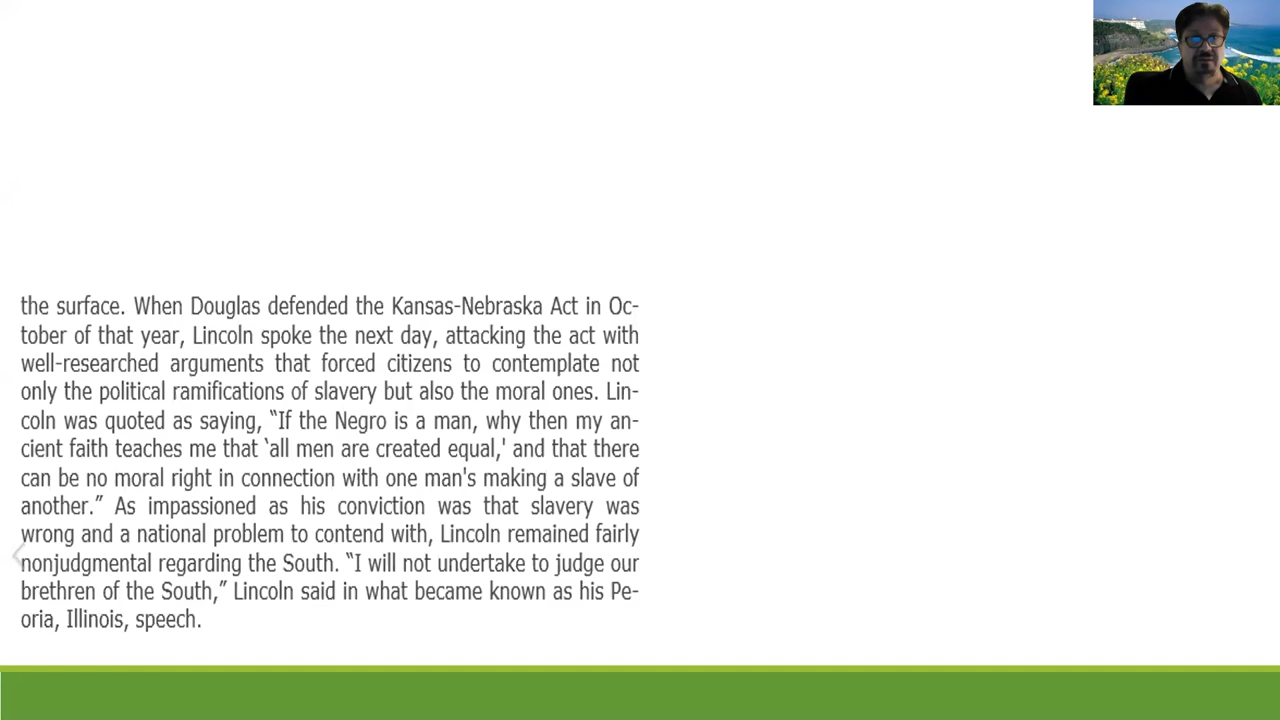 the surface. When Douglas defended the Kansas-Nebraska Act in Oc-
tober of that year, Lincoln spoke the next day, attacking the act with
well-researched arguments that forced citizens to contemplate not
only the political ramifications of slavery but also the moral ones. Lin-
coln was quoted as saying, “If the Negro is a man, why then my an-
cient faith teaches me that ‘all men are created equal,' and that there
can be no moral right in connection with one man's making a slave of
another.” As impassioned as his conviction was that slavery was
wrong and a national problem to contend with, Lincoln remained fairly
nonjudgmental regarding the South. “I will not undertake to judge our
brethren of the South,” Lincoln said in what became known as his Pe-
oria, Illinois, speech.